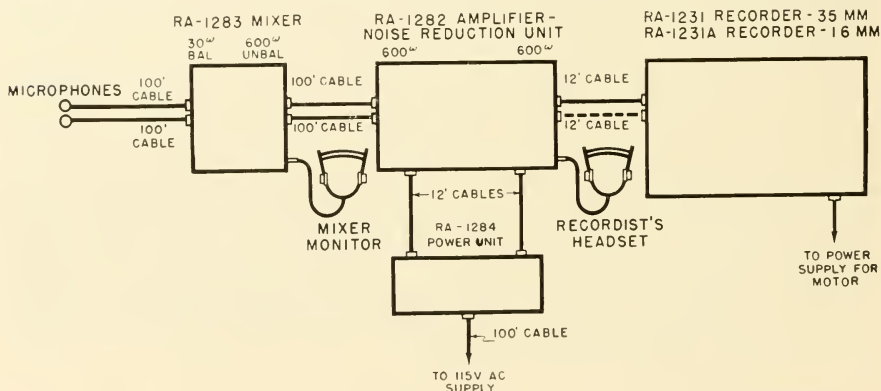 RA-1283 MIXER
30ω
BAL
600ω
UNBAL
RA-1282 AMPLIFIER-
NOISE REDUCTION UNIT
600ω
600ω
RA-1231 RECORDER - 35 MM
RA-1231A RECORDER - 16 MM
MICROPHONES
100'
CABLE
100'
CABLE
100' CABLE
100' CABLE
12' CABLE
12' CABLE
MIXER
MONITOR
12' CABLES
RA - 1284
POWER UNIT
RECORDIST'S
HEADSET
TO POWER
SUPPLY FOR
MOTOR
100' CABLE
TO 115V AC
SUPPLY